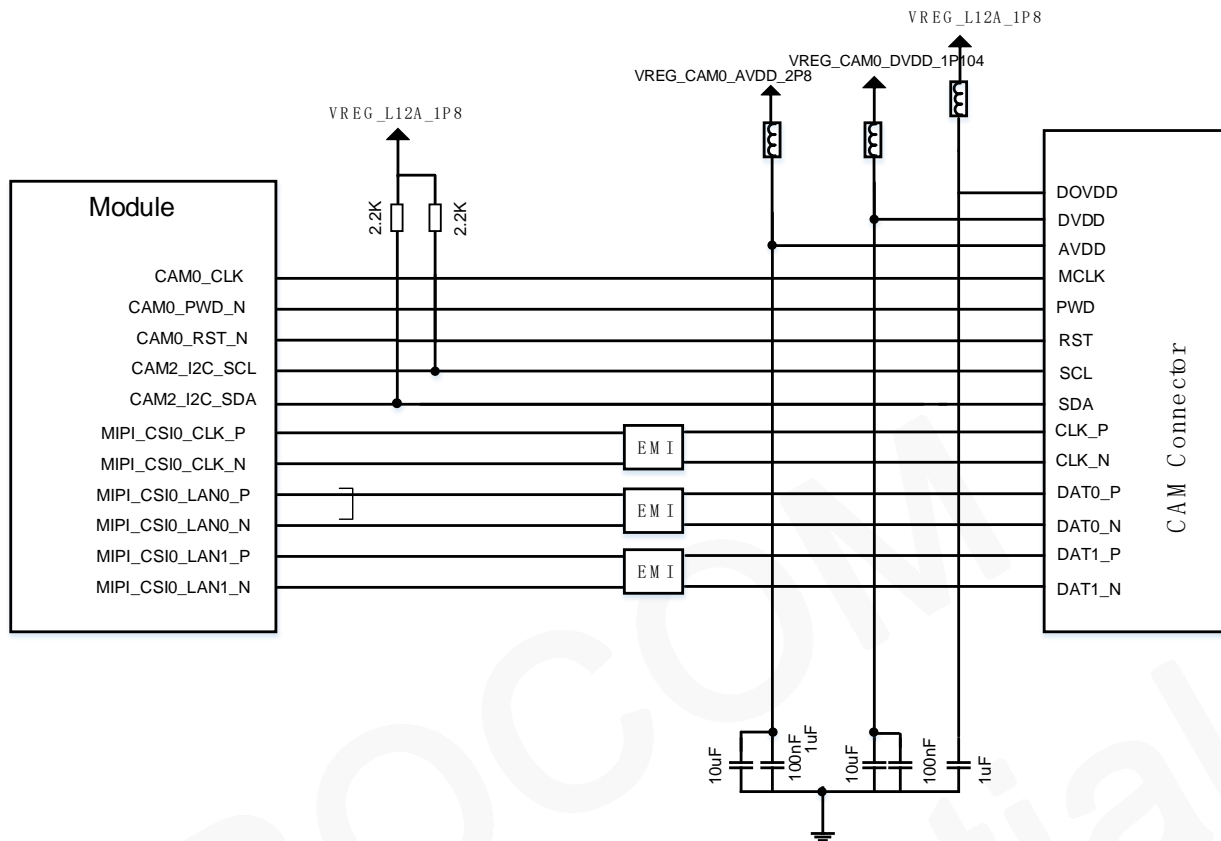 VREG_L12A_1P8
VREG_CAM0_DVDD_1P104
VREG_CAM0_AVDD_2P8
VREG_L12A_1P8
Module
2.2K
2.2K
CAM0_CLK
CAM0_PWD_N
CAM0_RST_N
CAM2_I2C_SCL
CAM2_I2C_SDA
MIPI_CSI0_CLK_P
MIPI_CSI0_CLK_N
MIPI_CSI0_LAN0_P
MIPI_CSI0_LAN0_N
MIPI_CSI0_LAN1_P
MIPI_CSI0_LAN1_N
EMI
EMI
EMI
DOVDD
DVDD
AVDD
MCLK
PWD
RST
SCL
SDA
CLK_P
CLK_N
DAT0_P
DAT0_N
DAT1_P
DAT1_N
CAM Connector
10uF
100nF
1uF
10uF
100nF
1uF